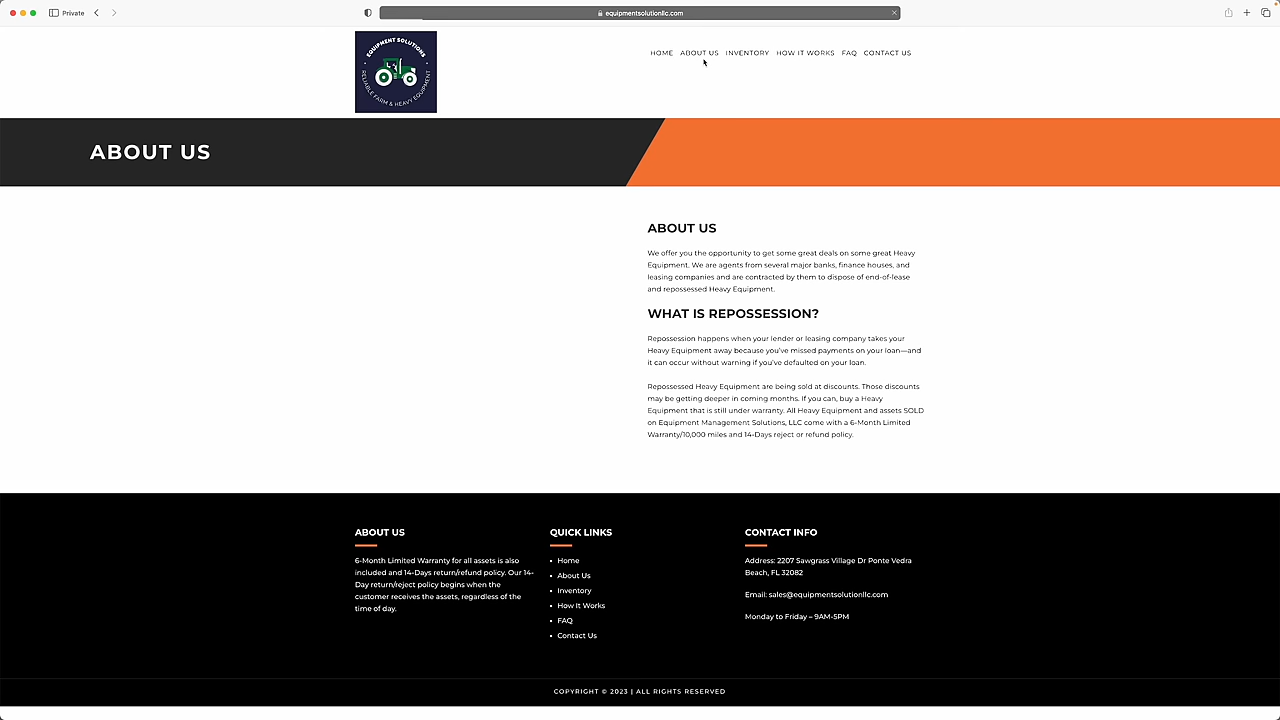 Private
equipmentsolutionllc.com
EQUIPMENT SOLUTIONS
RELIABLE FARM & HEAVY EQUIPMENT
HOME ABOUT US INVENTORY HOW IT WORKS FAQ CONTACT US
ABOUT US
ABOUT US
We offer you the opportunity to get some great deals on some great Heavy
Equipment. We are agents from several major banks, finance houses, and
leasing companies and are contracted by them to dispose of end-of-lease
and repossessed Heavy Equipment.
WHAT IS REPOSSESSION?
Repossession happens when your lender or leasing company takes your
Heavy Equipment away because you've missed payments on your loan—and
it can occur without warning if you've defaulted on your loan.
Repossessed Heavy Equipment are being sold at discounts. Those discounts
may be getting deeper in coming months. If you can, buy a Heavy
Equipment that is still under warranty. All Heavy Equipment and assets SOLD
on Equipment Management Solutions, LLC come with a 6-Month Limited
Warranty/10,000 miles and 14-Days reject or refund policy.
ABOUT US
6-Month Limited Warranty for all assets is also
included and 14-Days return/refund policy. Our 14-
Day return/reject policy begins when the
customer receives the assets, regardless of the
time of day.
QUICK LINKS
• Home
• About Us
• Inventory
• How It Works
• FAQ
• Contact Us
CONTACT INFO
Address: 2207 Sawgrass Village Dr Ponte Vedra
Beach, FL 32082
Email: sales@equipmentsolutionllc.com
Monday to Friday – 9AM-5PM
COPYRIGHT © 2023 | ALL RIGHTS RESERVED